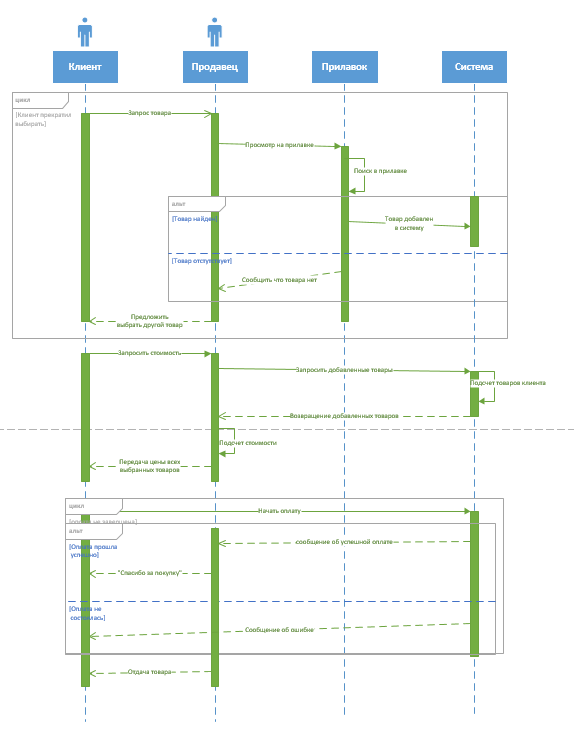 Клиент
Продавец
Прилавок
Система
цикл
[Клиент прекратил
выбирать]
Запрос товара
Просмотр на прилавке
Поиск в прилавке
альт
[Товар найден]
Товар добавлен
в систему
[Товар отсутствует]
Сообщить что товара нет
Предложить
выбрать другой товар
Запросить стоимость
Запросить добавленные товары
Подсчет товаров клиента
Возвращение добавленных товаров
Подсчет стоимости
Передача цены всех
выбранных товаров
цикл
Начать оплату
не завершена]
альт
[Оплата прошла
успешно]
сообщение об успешной оплате
"Спасибо за покупку"
[Оплата не
состоялась]
Сообщение об ошибке
Отдача товара